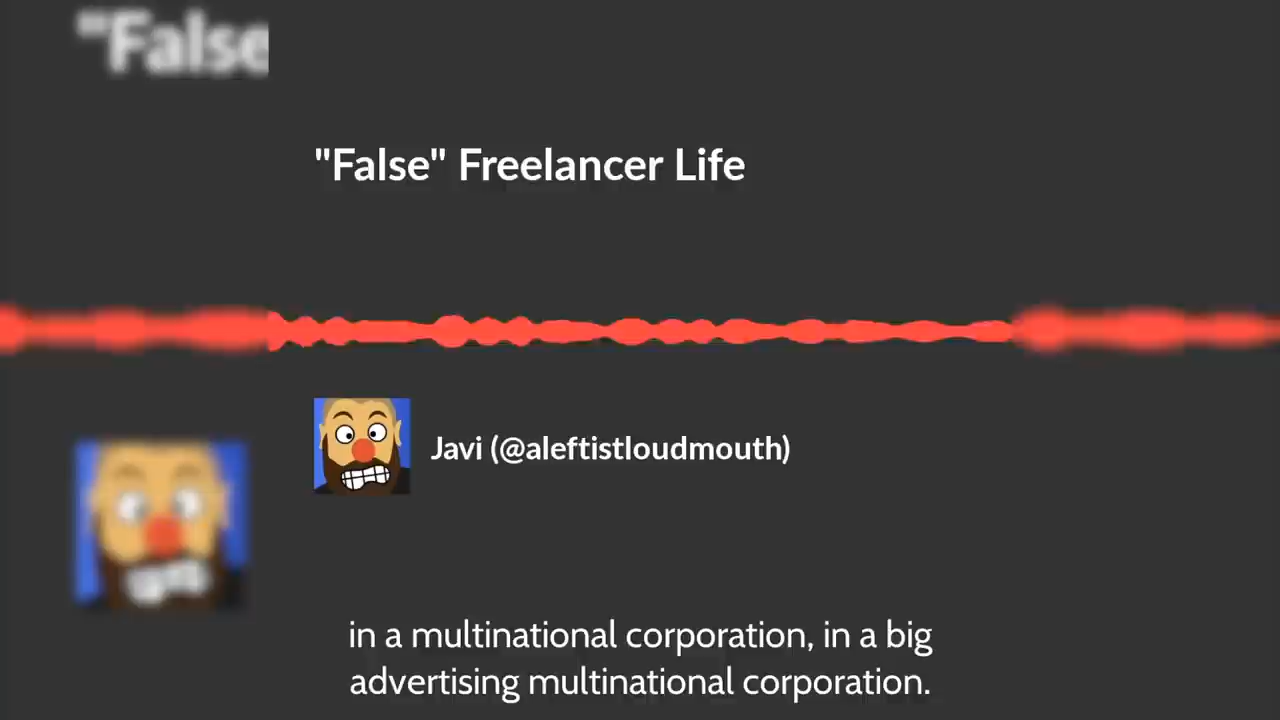 "False
"False" Freelancer Life
Javi (@aleftistloudmouth)
in a multinational corporation, in a big
advertising multinational corporation.